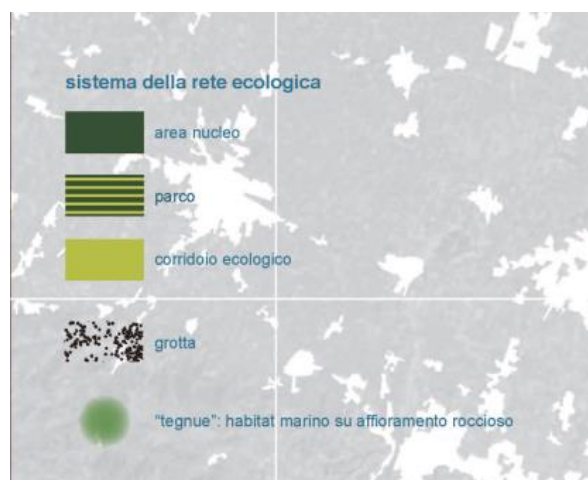 sistema della rete ecologica
area nucleo
parco
corridoio ecologico
grotta
"tegnue": habitat marino su affioramento roccioso